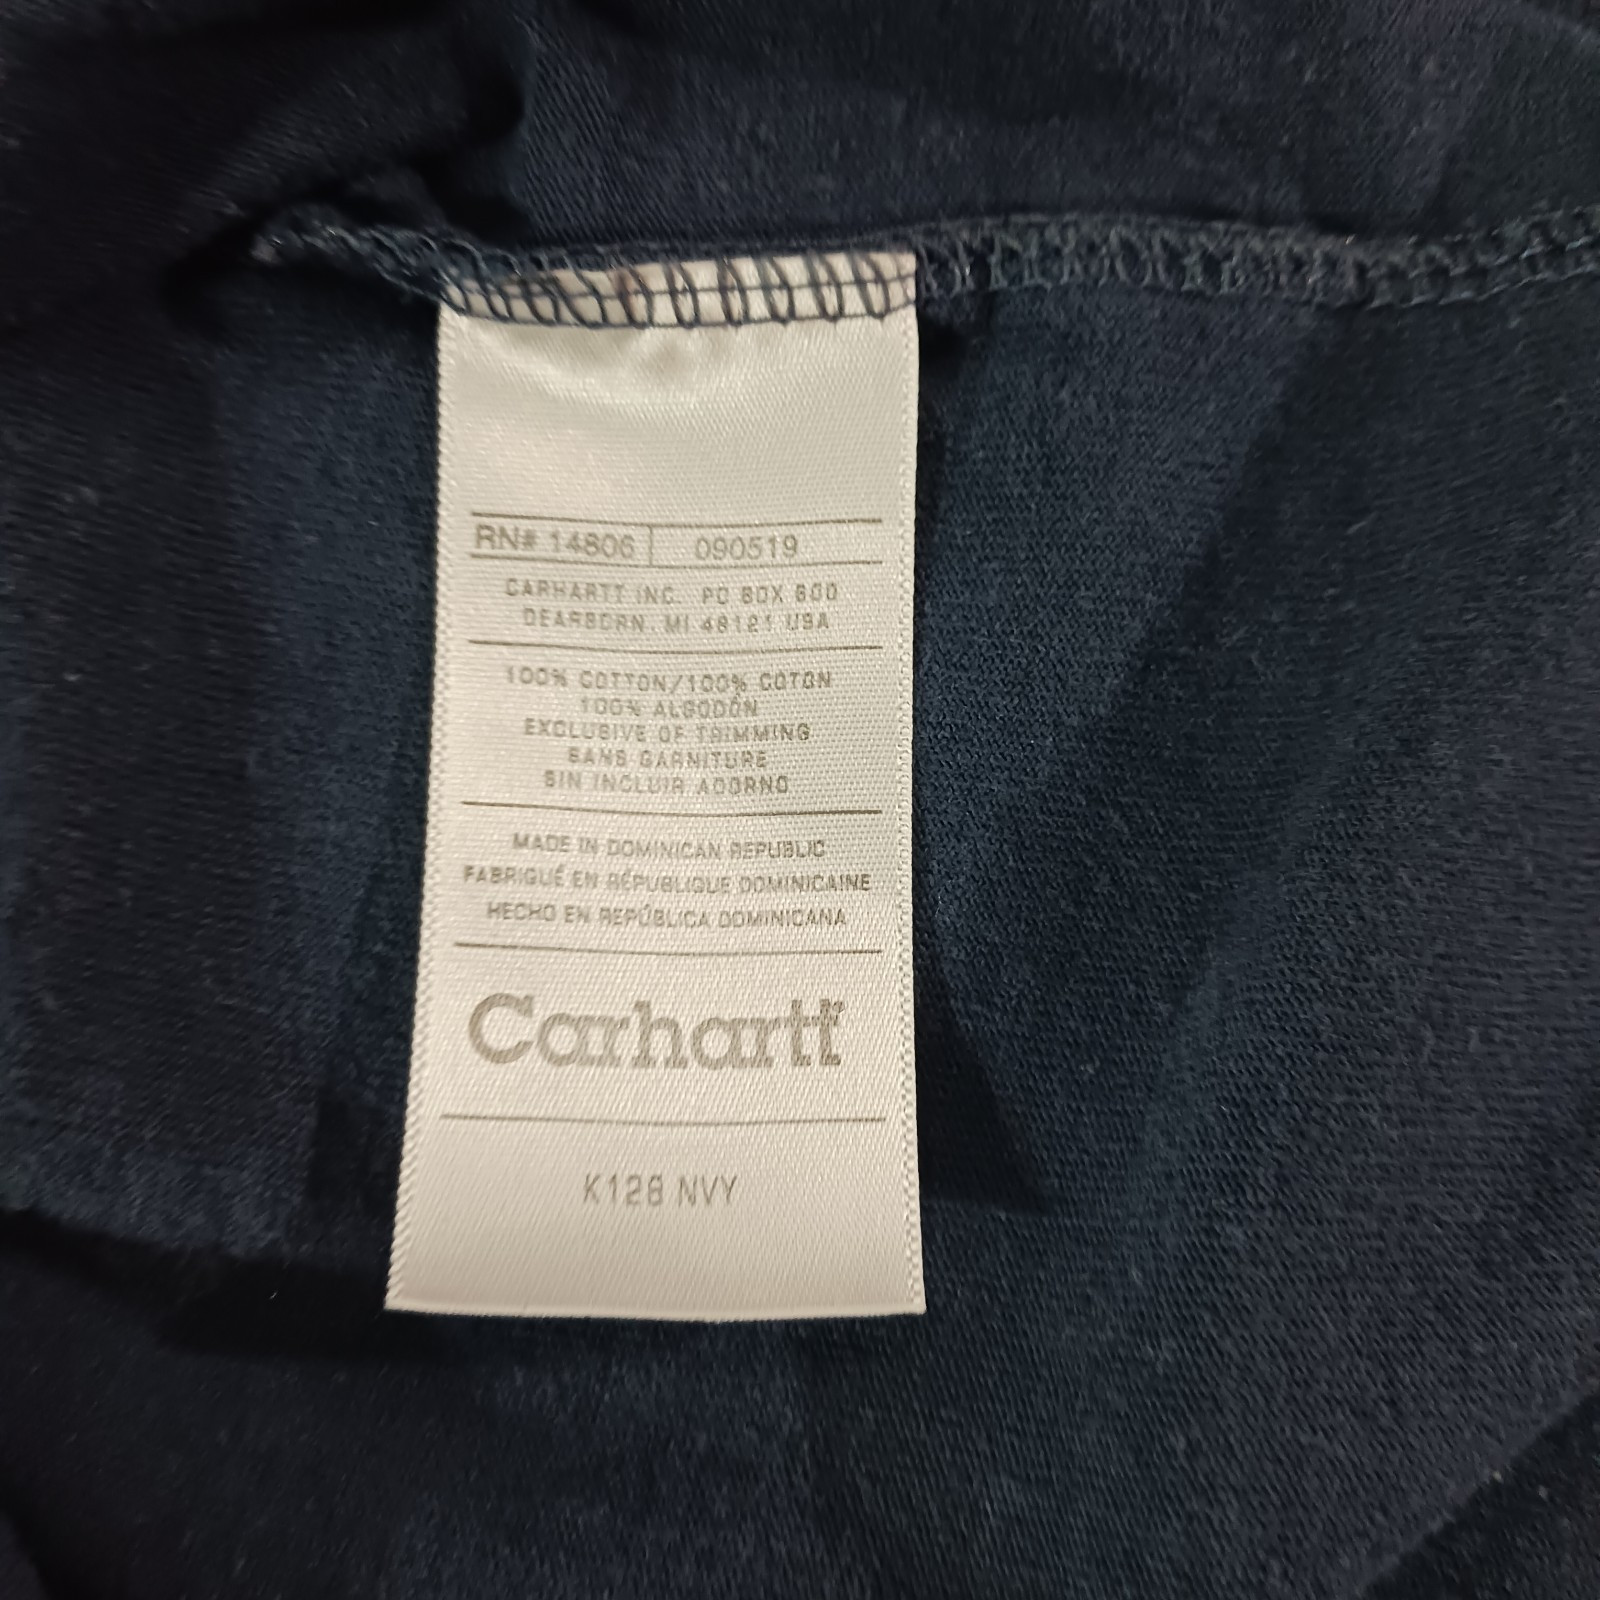 RN# 14806 090519
CARHARTT INC. PO BOX 600
DEARBORN, MI 48121 USA
100% COTTON/100% COTON
100% ALGODÓN
EXCLUSIVE OF TRIMMING
SANS GARNITURE
SIN INCLUIR ADORNO
MADE IN DOMINICAN REPUBLIC
FABRIQUÉ EN RÉPUBLIQUE DOMINICAINE
HECHO EN REPÚBLICA DOMINICANA
Carhartt
K128 NVY